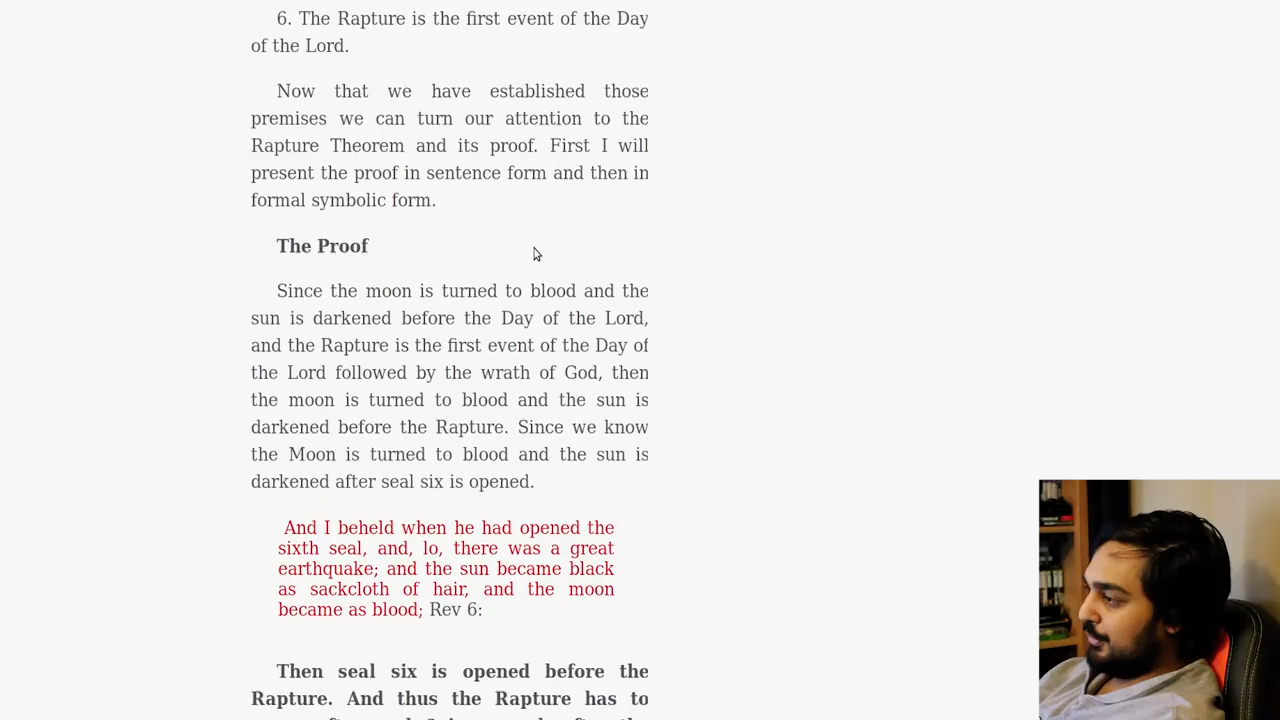 6. The Rapture is the first event of the Day
of the Lord.
Now that we have established those
premises we can turn our attention to the
Rapture Theorem and its proof. First I will
present the proof in sentence form and then in
formal symbolic form.
The Proof
Since the moon is turned to blood and the
sun is darkened before the Day of the Lord,
and the Rapture is the first event of the Day of
the Lord followed by the wrath of God, then
the moon is turned to blood and the sun is
darkened before the Rapture. Since we know
the Moon is turned to blood and the sun is
darkened after seal six is opened.
And I beheld when he had opened the
sixth seal, and, lo, there was a great
earthquake; and the sun became black
as sackcloth of hair, and the moon
became as blood; Rev 6:
Then seal six is opened before the
Rapture. And thus the Rapture has to